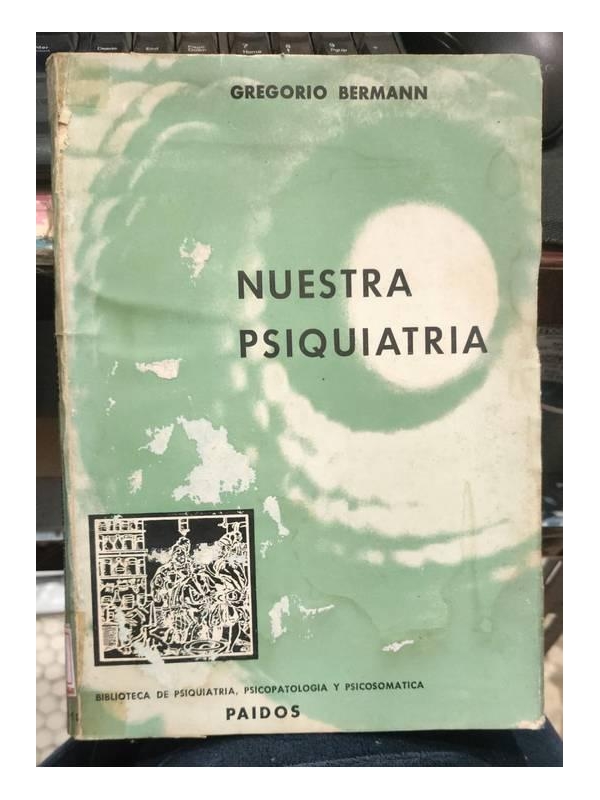 GREGORIO BERMANN
NUESTRA
PSIQUIATRIA
BIBLIOTECA DE PSIQUIATRIA, PSICOPATOLOGIA Y PSICOSOMATICA
PAIDOS